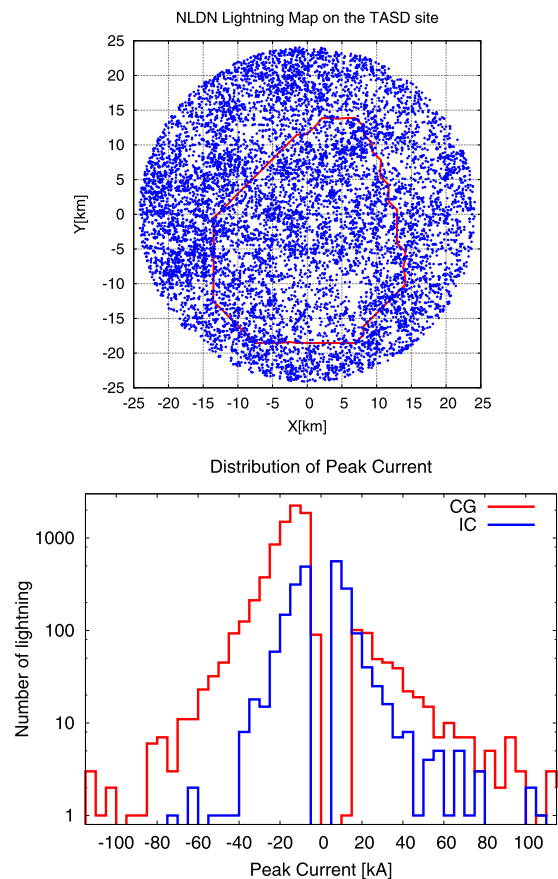 NLDN Lightning Map on the TASD site
25
20
15
10
5
0
-5
-10
-15
-20
-25
Y[km]
-25 -20 -15 -10 -5 0 5 10 15 20 25
X[km]
Distribution of Peak Current
CG
IC
1000
100
10
1
Number of lightning
-100 -80 -60 -40 -20 0 20 40 60 80 100
Peak Current [kA]